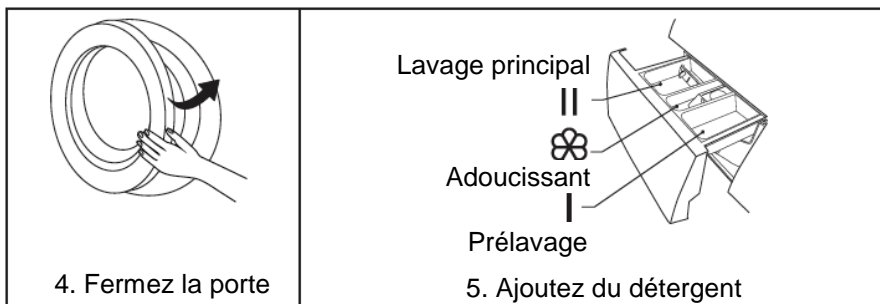 4. Fermez la porte
Lavage principal
II
Adoucissant
I
Prélavage
5. Ajoutez du détergent